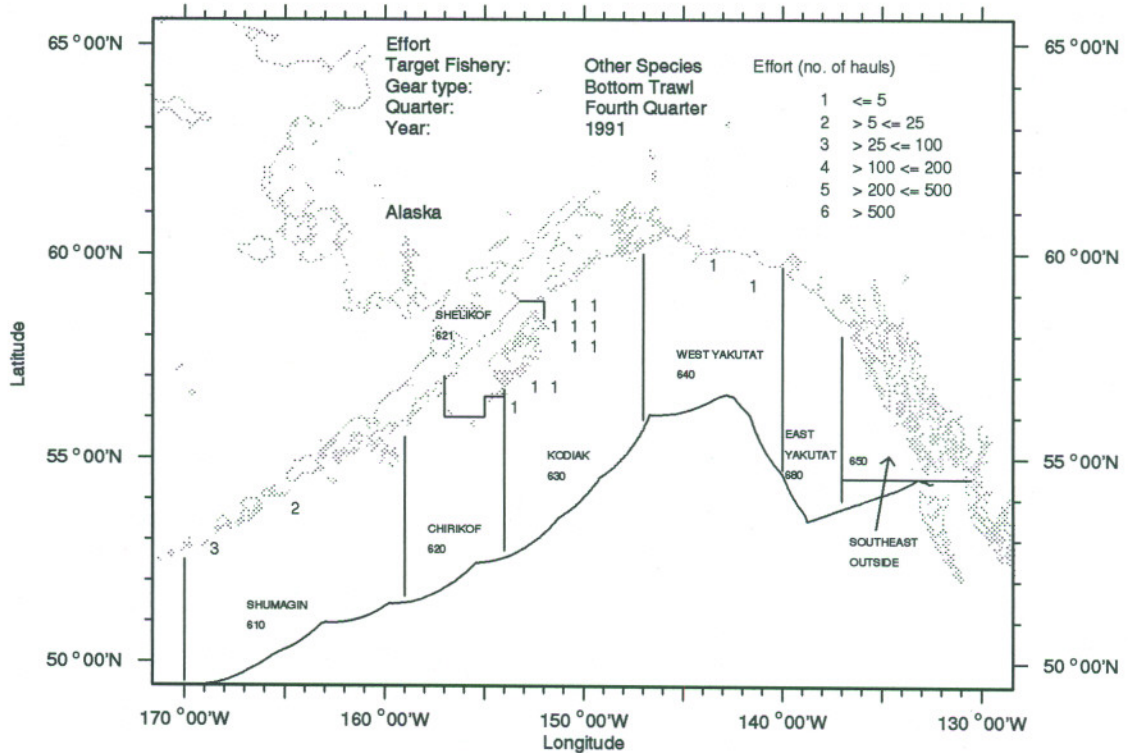 Effort
Target Fishery: Other Species
Gear type: Bottom Trawl
Quarter: Fourth Quarter
Year: 1991
Effort (no. of hauls)
1 <= 5
2 > 5 <= 25
3 > 25 <= 100
4 > 100 <= 200
5 > 200 <= 500
6 > 500
65 °00'N
65 °00'N
Alaska
60 °00'N
60 °00'N
1
1
SHELIKOF
621
1 1
1 1 1
1 1
1 1
1
WEST YAKUTAT
640
Latitude
55 °00'N
55 °00'N
EAST
YAKUTAT
680
650
KODIAK
630
2
3
CHIRIKOF
620
SOUTHEAST
OUTSIDE
SHUMAGIN
610
50 °00'N
50 °00'N
170 °00'W
160 °00'W
150 °00'W
140 °00'W
130 °00'W
Longitude